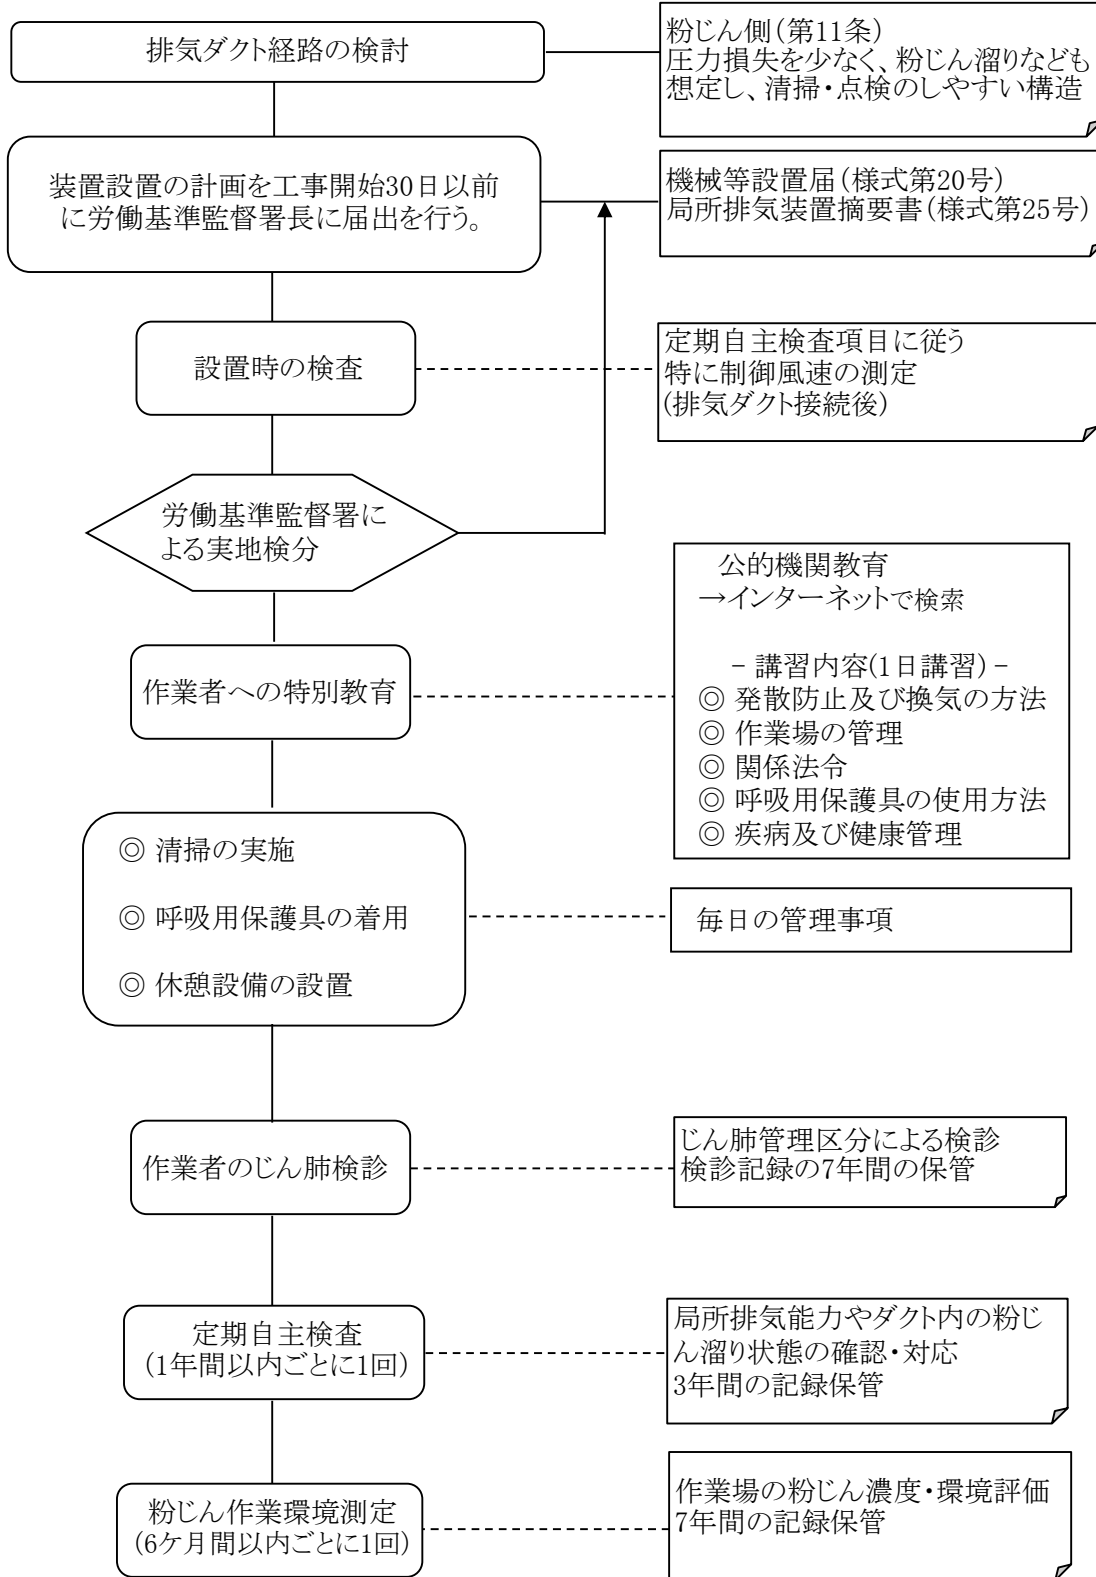 排気ダクト経路の検討
粉じん側(第11条)
圧力損失を少なく、粉じん溜りなども
想定し、清掃・点検のしやすい構造
装置設置の計画を工事開始30日以前
に労働基準監督署長に届出を行う。
機械等設置届(様式第20号)
局所排気装置摘要書(様式第25号)
設置時の検査
定期自主検査項目に従う
特に制御風速の測定
(排気ダクト接続後)
労働基準監督署に
よる実地検分
作業者への特別教育
公的機関教育
→インターネットで検索
－講習内容(1日講習)－
◎ 発散防止及び換気の方法
◎ 作業場の管理
◎ 関係法令
◎ 呼吸用保護具の使用方法
◎ 疾病及び健康管理
◎ 清掃の実施
◎ 呼吸用保護具の着用
◎ 休憩設備の設置
毎日の管理事項
作業者のじん肺検診
じん肺管理区分による検診
検診記録の7年間の保管
定期自主検査
(1年間以内ごとに1回)
局所排気能力やダクト内の粉じ
ん溜り状態の確認・対応
3年間の記録保管
粉じん作業環境測定
(6ケ月間以内ごとに1回)
作業場の粉じん濃度・環境評価
7年間の記録保管